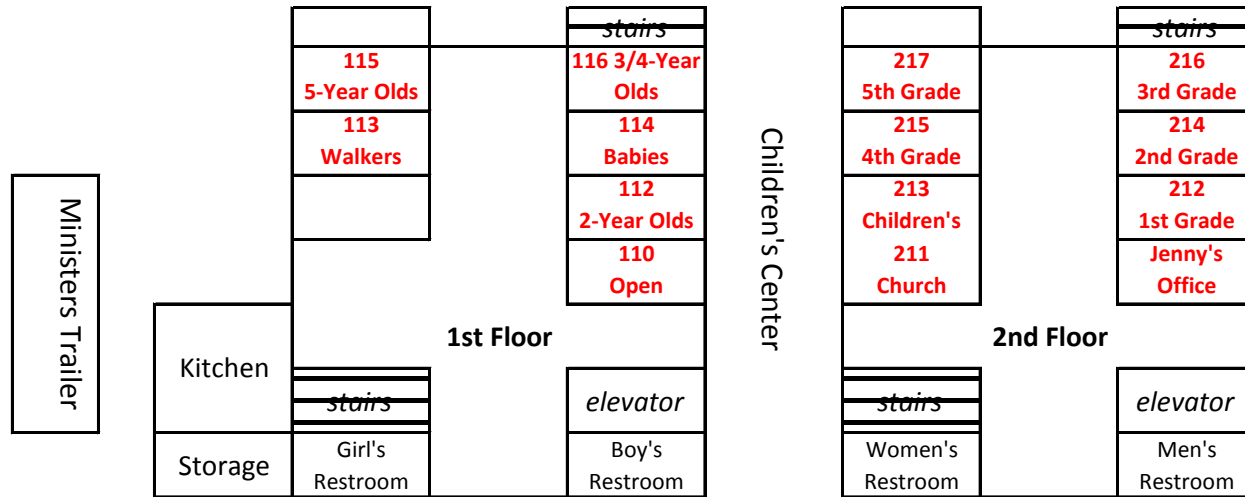 stairs
stairs
115
5-Year Olds
116 3/4-Year
Olds
217
5th Grade
216
3rd Grade
113
Walkers
114
Babies
215
4th Grade
214
2nd Grade
112
2-Year Olds
213
Children's
212
1st Grade
110
Open
211
Church
Jenny's
Office
Ministers Trailer
Children's Center
1st Floor
2nd Floor
Kitchen
stairs
elevator
stairs
elevator
Storage
Girl's
Restroom
Boy's
Restroom
Women's
Restroom
Men's
Restroom